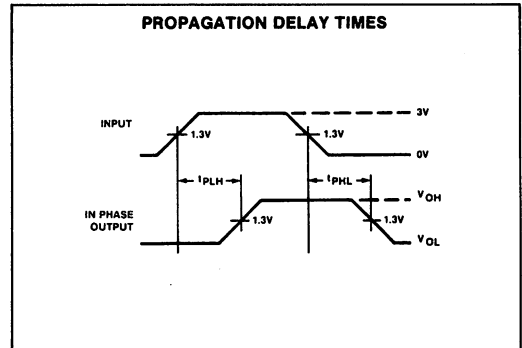 PROPAGATION DELAY TIMES
3V
INPUT
1.3V
1.3V
0V
tPLH
tPHL
VOH
IN PHASE
OUTPUT
1.3V
1.3V
VOL